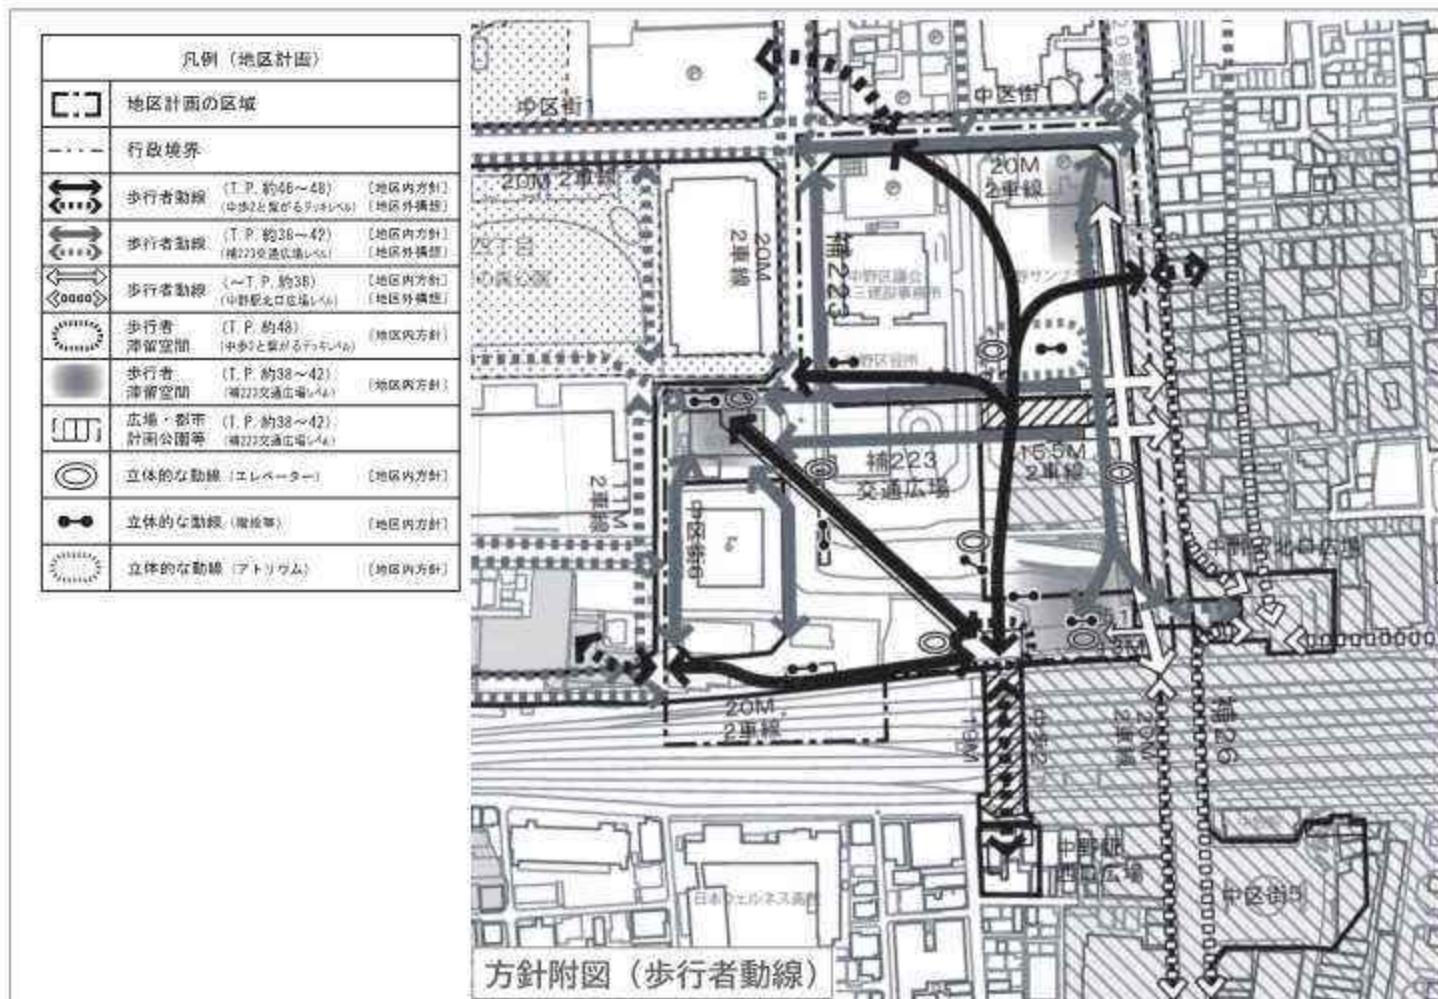 凡例（地区計画）
地区計画の区域
行政境界
歩行者動線 (T.P.約46～48) [地区内方針]
(中歩2と繋がるデッキレベル) [地区外構想]
歩行者動線 (T.P.約38～42) [地区内方針]
(補223交通広場レベル) [地区外構想]
歩行者動線 (～T.P.約38) [地区内方針]
(中野駅北口広場レベル) [地区外構想]
歩行者 (T.P.約48) [地区内方針]
滞留空間 (中歩2と繋がるデッキレベル)
歩行者 (T.P.約38～42) [地区内方針]
滞留空間 (補223交通広場レベル)
広場・都市 (T.P.約38～42)
計画公園等 (補223交通広場レベル)
立体的な動線 (エレベーター) [地区内方針]
立体的な動線 (階段等) [地区内方針]
立体的な動線 (アトリウム) [地区内方針]
中区街1
中区街1
20M
2車線
20M
2車線
20M
2車線
補223
中野区議会
補223
交通広場
16.5M
2車線
11M
2車線
中区街6
20M
2車線
中歩2
19M
20M
2車線
補26
中野駅
西口広場
中区街5
方針附図（歩行者動線）